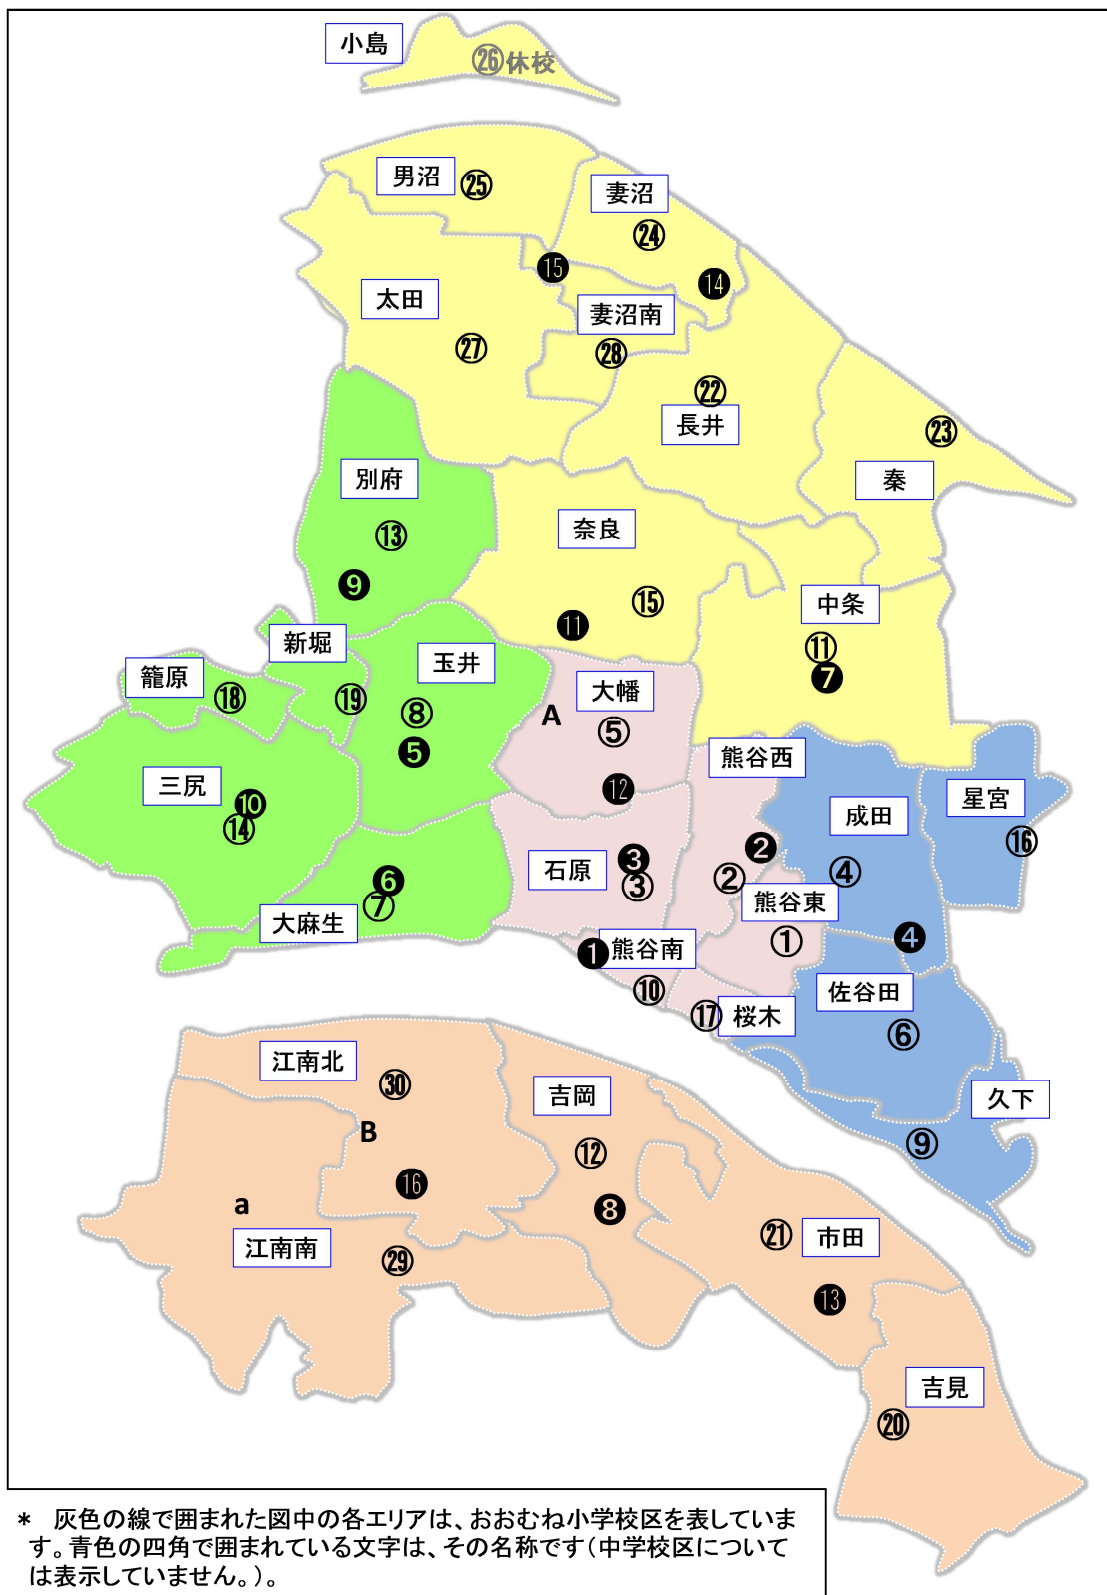 小島
㉖休校
男沼
㉕
妻沼
㉔
⓯
⓮
太田
妻沼南
㉗
㉘
㉒
長井
㉓
別府
秦
奈良
⑬
❾
⑮
中条
⓫
⑪
新堀
玉井
❼
籠原
大幡
⑱
⑲
⑧
A
⑤
❺
熊谷西
三尻
⓬
星宮
❿
成田
⑭
⑯
❷
石原
❸
❻
②
④
③
熊谷東
⑦
大麻生
①
❹
❶
熊谷南
⑩
佐谷田
⑰
桜木
⑥
江南北
㉚
吉岡
久下
B
⑨
⑫
⓰
a
❽
江南南
㉑
市田
㉙
⓭
吉見
⑳
* 灰色の線で囲まれた図中の各エリアは、おおむね小学校区を表していま
す。青色の四角で囲まれている文字は、その名称です(中学校区について
は表示していません。)。